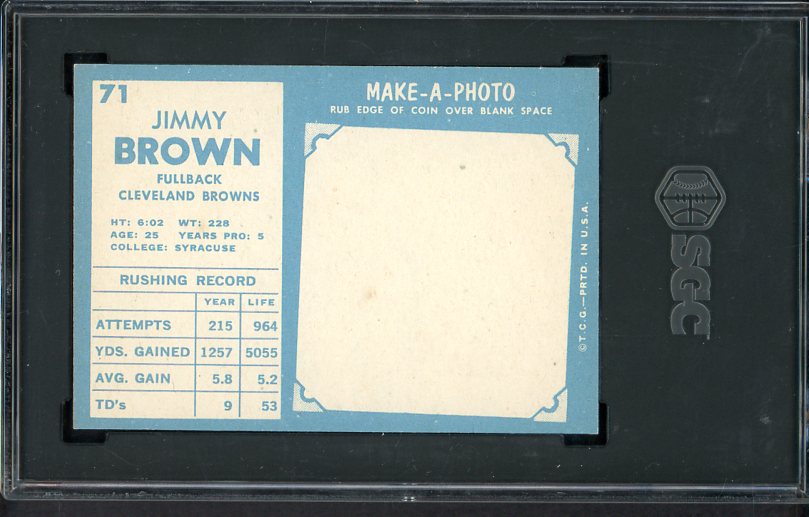 71
JIMMY
BROWN
FULLBACK
CLEVELAND BROWNS
HT: 6:02 WT: 228
AGE: 25 YEARS PRO: 5
COLLEGE: SYRACUSE
RUSHING RECORD
YEAR LIFE
ATTEMPTS 215 964
YDS. GAINED 1257 5055
AVG. GAIN 5.8 5.2
TD's 9 53
MAKE-A-PHOTO
RUB EDGE OF COIN OVER BLANK SPACE
©T.C.G.—PRTD. IN U.S.A.
SGC